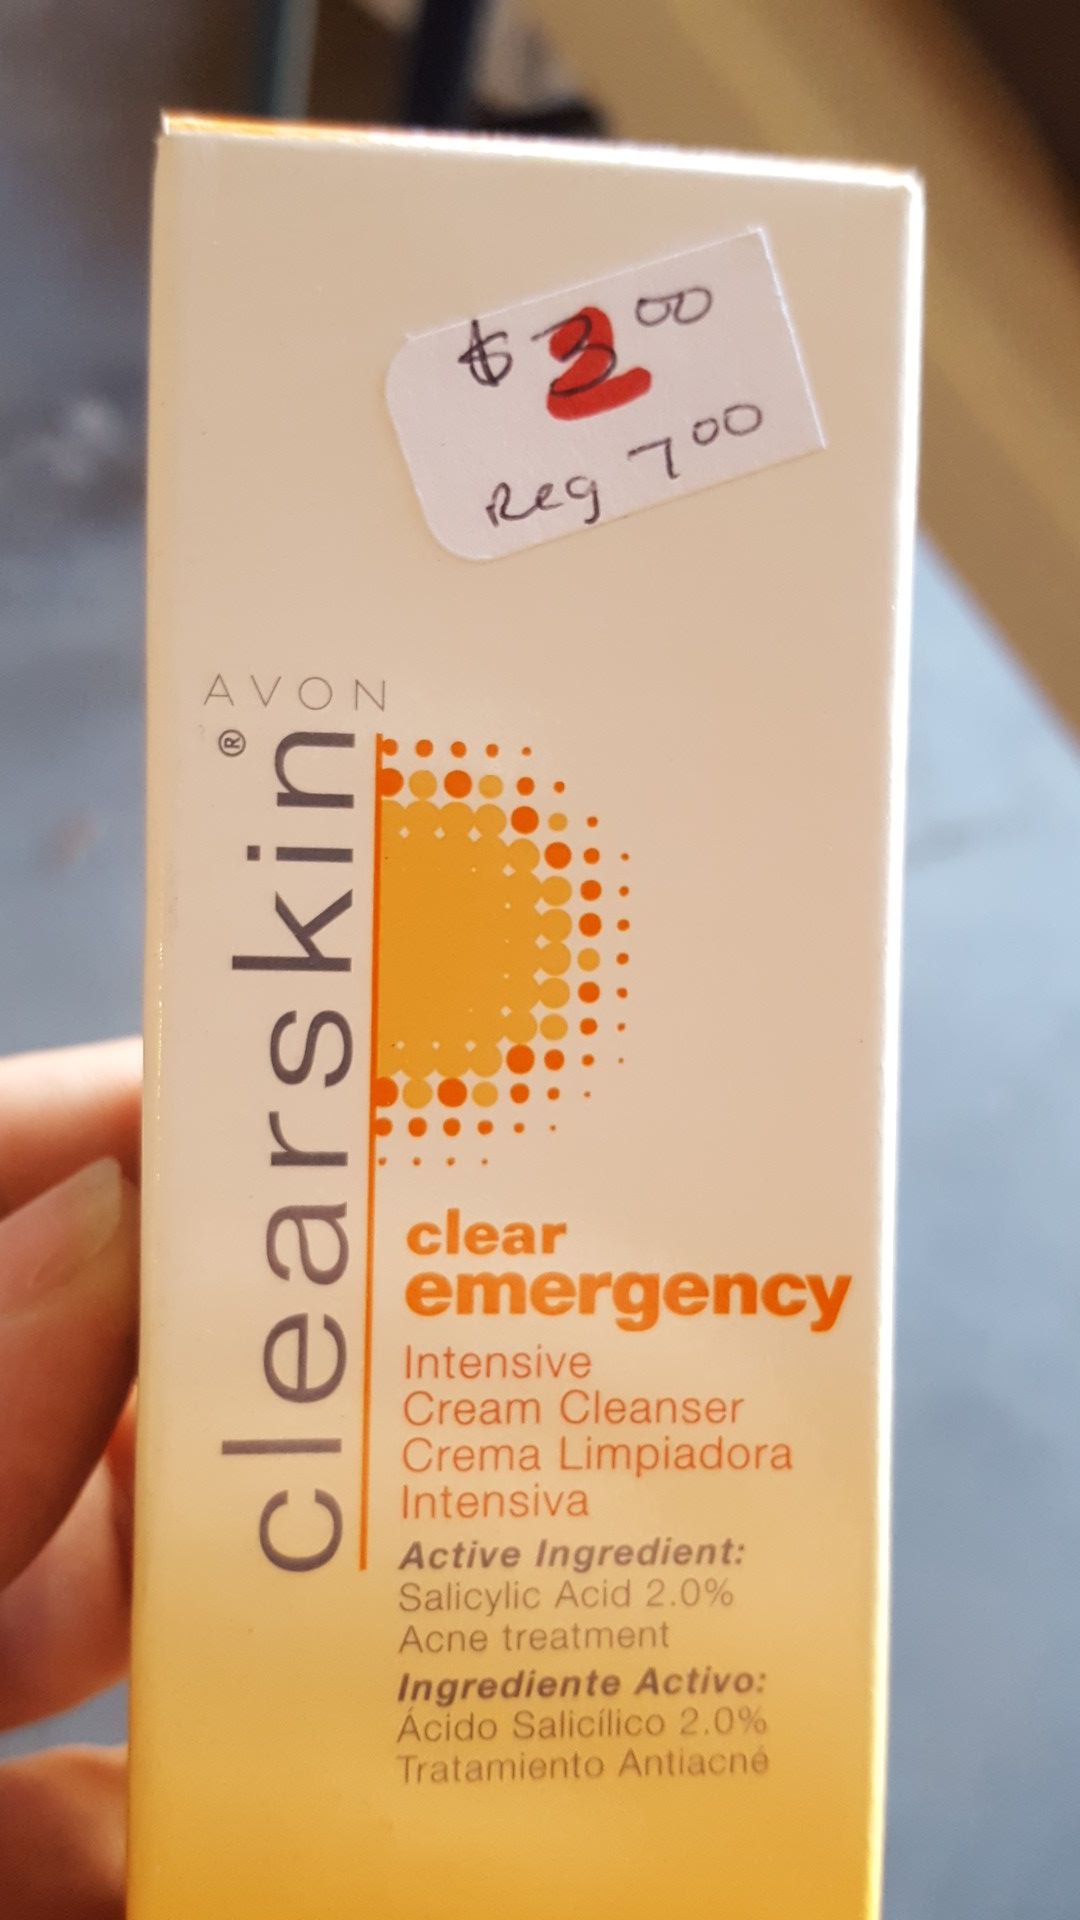 $3.00
Reg 7.00
AVON
clearskin®
clear
emergency
Intensive
Cream Cleanser
Crema Limpiadora
Intensiva
Active Ingredient:
Salicylic Acid 2.0%
Acne treatment
Ingrediente Activo:
Ácido Salicílico 2.0%
Tratamiento Antiacné